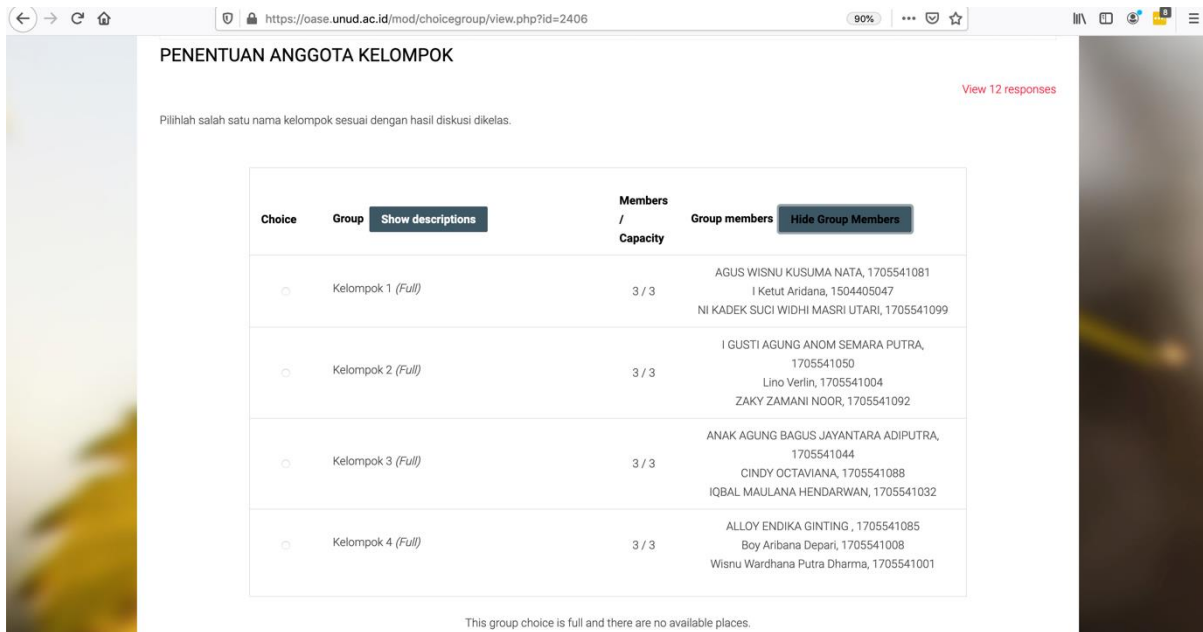 https://oase.unud.ac.id/mod/choicegroup/view.php?id=2406
90%
8
PENENTUAN ANGGOTA KELOMPOK
View 12 responses
Pilihlah salah satu nama kelompok sesuai dengan hasil diskusi dikelas.
Choice
Group
Show descriptions
Members
/
Capacity
Group members
Hide Group Members
Kelompok 1 (Full)
3 / 3
AGUS WISNU KUSUMA NATA, 1705541081
I Ketut Aridana, 1504405047
NI KADEK SUCI WIDHI MASRI UTARI, 1705541099
Kelompok 2 (Full)
3 / 3
I GUSTI AGUNG ANOM SEMARA PUTRA,
1705541050
Lino Verlin, 1705541004
ZAKY ZAMANI NOOR, 1705541092
Kelompok 3 (Full)
3 / 3
ANAK AGUNG BAGUS JAYANTARA ADIPUTRA,
1705541044
CINDY OCTAVIANA, 1705541088
IQBAL MAULANA HENDARWAN, 1705541032
Kelompok 4 (Full)
3 / 3
ALLOY ENDIKA GINTING , 1705541085
Boy Aribana Depari, 1705541008
Wisnu Wardhana Putra Dharma, 1705541001
This group choice is full and there are no available places.